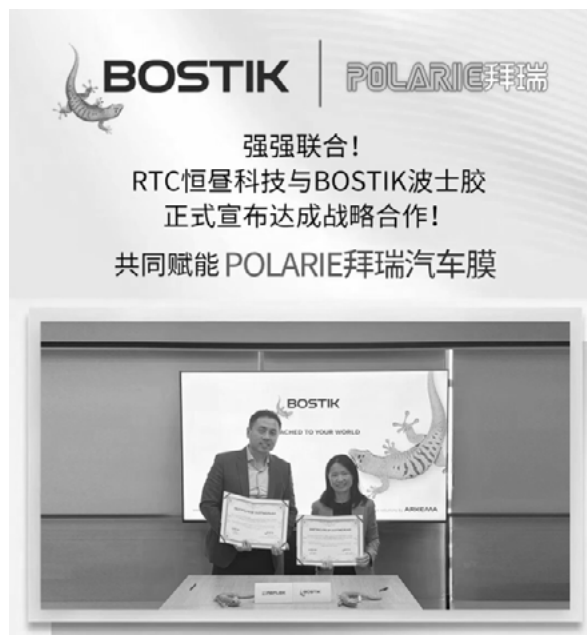 BOSTIK
POLARIE拜瑞
强强联合！
RTC恒昼科技与BOSTIK波士胶
正式宣布达成战略合作！
共同赋能 POLARIE拜瑞汽车膜
BOSTIK
TO YOUR WORLD
ARKEMA
BOSTIK